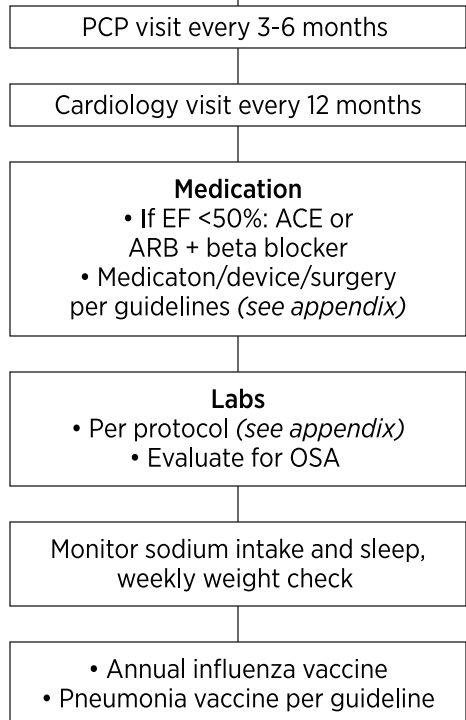 PCP visit every 3-6 months
Cardiology visit every 12 months
Medication
• If EF <50%: ACE or
ARB + beta blocker
• Medicaton/device/surgery
per guidelines (see appendix)
Labs
• Per protocol (see appendix)
• Evaluate for OSA
Monitor sodium intake and sleep,
weekly weight check
• Annual influenza vaccine
• Pneumonia vaccine per guideline